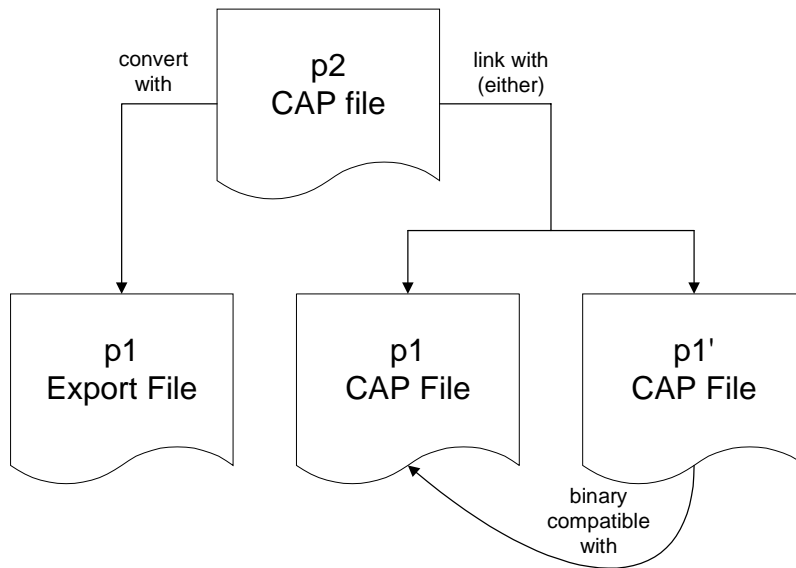 convert
with
p2
CAP file
link with
(either)
p1
Export File
p1
CAP File
p1'
CAP File
binary
compatible
with